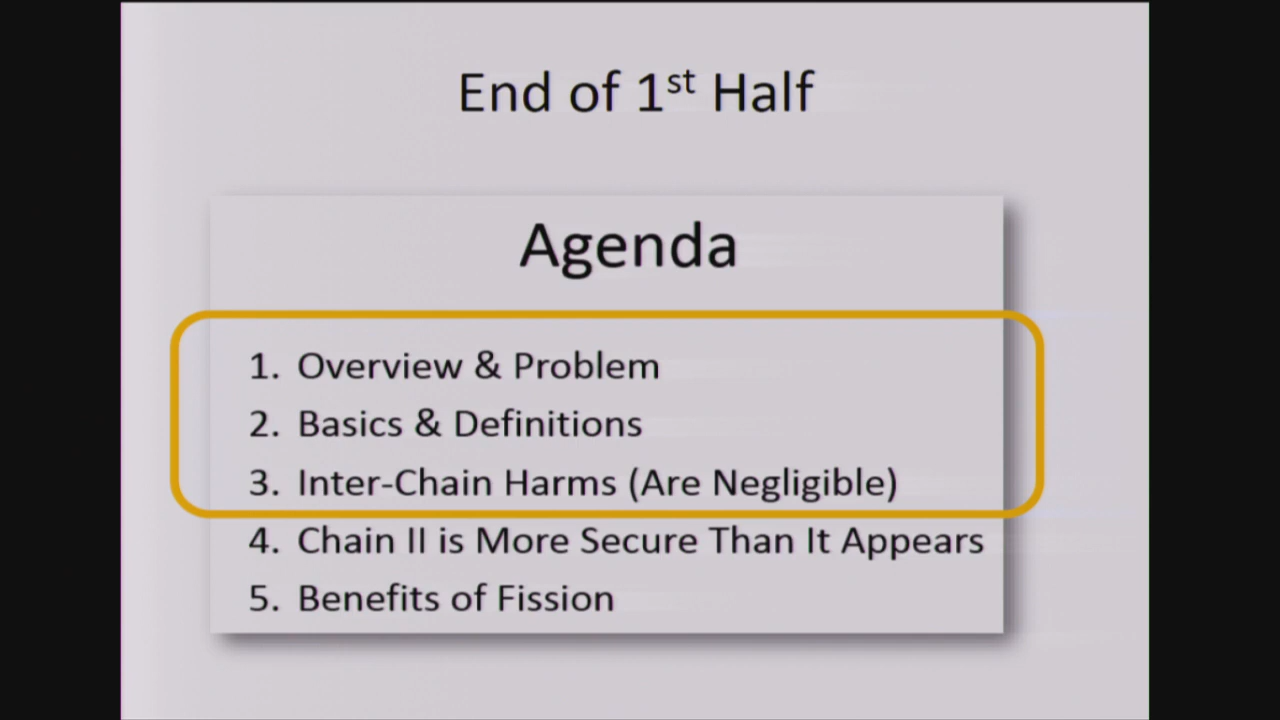 End of 1st Half
Agenda
1. Overview & Problem
2. Basics & Definitions
3. Inter-Chain Harms (Are Negligible)
4. Chain II is More Secure Than It Appears
5. Benefits of Fission